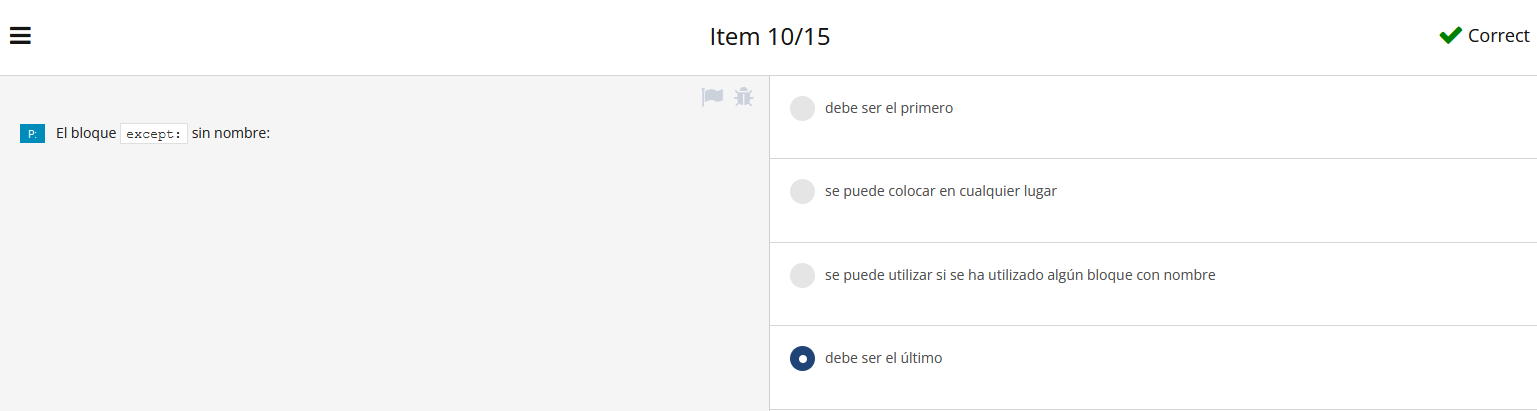 Item 10/15
Correct
P: El bloque except: sin nombre:
debe ser el primero
se puede colocar en cualquier lugar
se puede utilizar si se ha utilizado algún bloque con nombre
debe ser el último